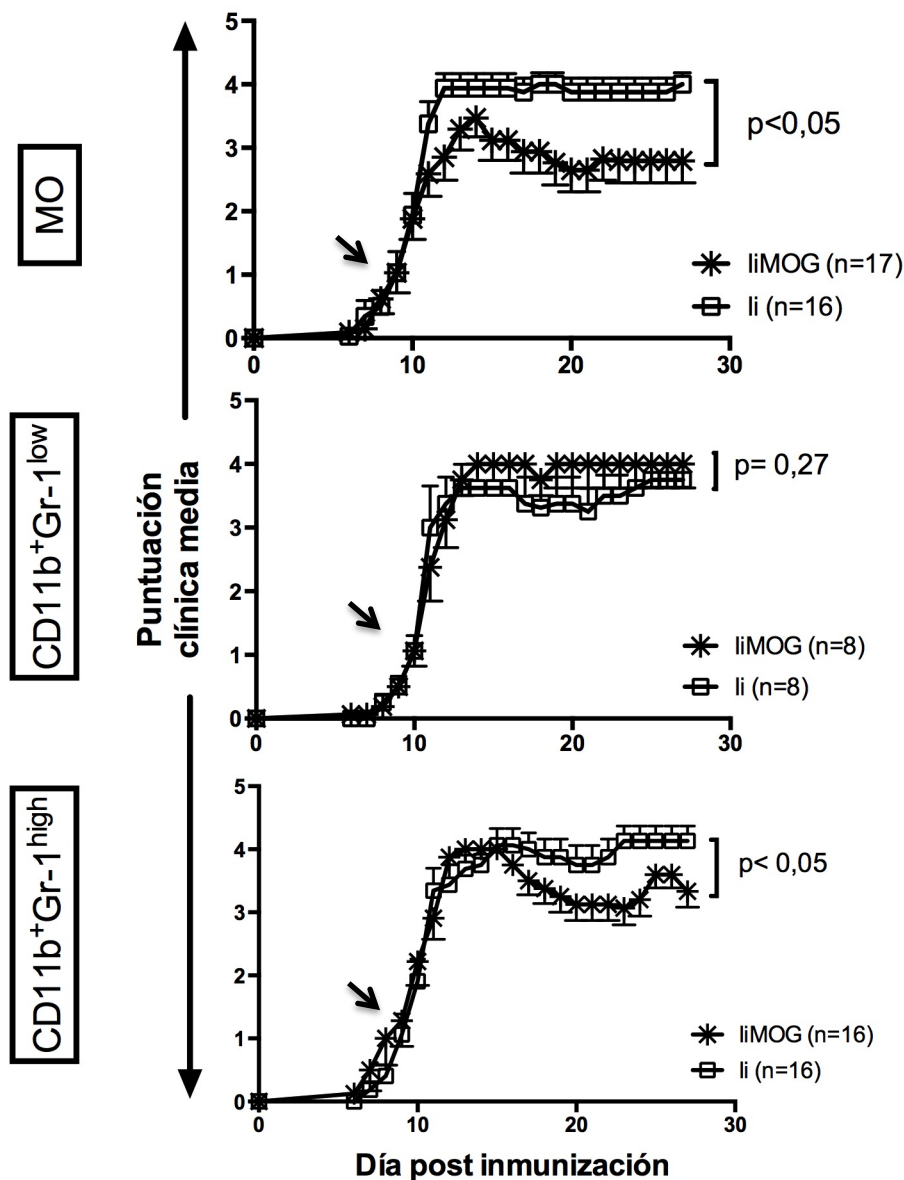 MO
5
4
3
2
1
0
0 10 20 30
p<0,05
IiMOG (n=17)
Ii (n=16)
CD11b+Gr-1low
Puntuación
clínica media
5
4
3
2
1
0
0 10 20 30
p= 0,27
IiMOG (n=8)
Ii (n=8)
CD11b+Gr-1high
5
4
3
2
1
0
0 10 20 30
p< 0,05
IiMOG (n=16)
Ii (n=16)
Día post inmunización